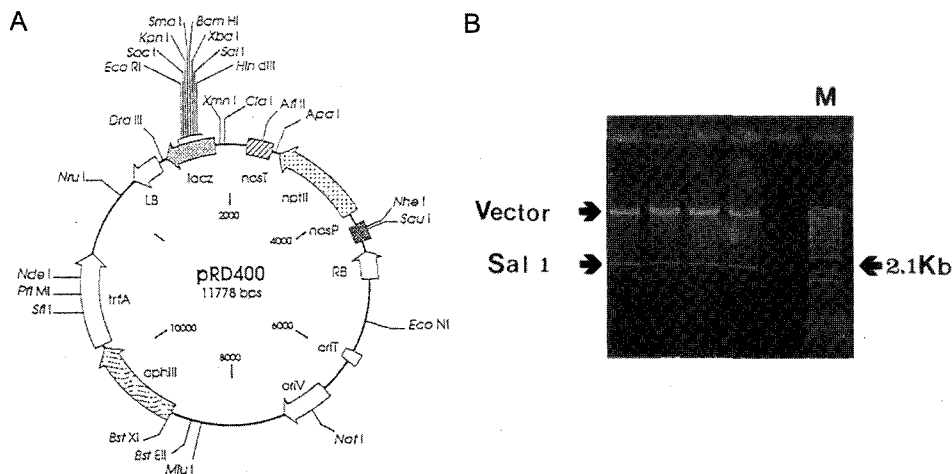 A
Sma I
Bam HI
Kpn I
Xba I
Sac I
Sal I
Eco RI
Hin dIII
Xmn I
Cla I
Afl II
Apa I
Dra III
Nru I
LB
lacZ
nosT
nptII
2000
Nhe I
Sau I
nosP
4000
RB
pRD400
11778 bps
Nde I
Pfl MI
Sfi I
trfA
10000
6000
Eco NI
oriT
8000
aphIII
oriV
Bst XI
Bst EII
Mlu I
Not I
B
M
Vector
Sal 1
2.1Kb